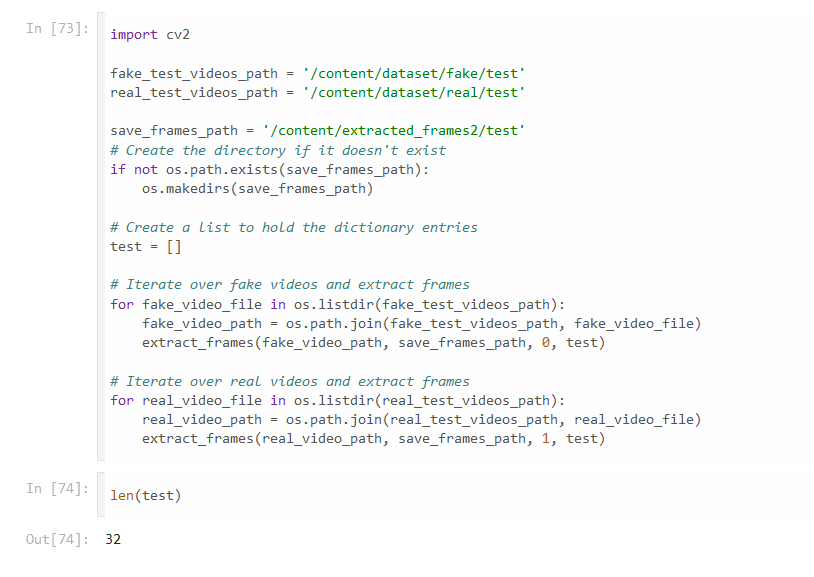 In [73]:
import cv2
fake_test_videos_path = '/content/dataset/fake/test'
real_test_videos_path = '/content/dataset/real/test'
save_frames_path = '/content/extracted_frames2/test'
# Create the directory if it doesn't exist
if not os.path.exists(save_frames_path):
    os.makedirs(save_frames_path)
# Create a list to hold the dictionary entries
test = []
# Iterate over fake videos and extract frames
for fake_video_file in os.listdir(fake_test_videos_path):
    fake_video_path = os.path.join(fake_test_videos_path, fake_video_file)
    extract_frames(fake_video_path, save_frames_path, 0, test)
# Iterate over real videos and extract frames
for real_video_file in os.listdir(real_test_videos_path):
    real_video_path = os.path.join(real_test_videos_path, real_video_file)
    extract_frames(real_video_path, save_frames_path, 1, test)
In [74]:
len(test)
Out[74]: 32